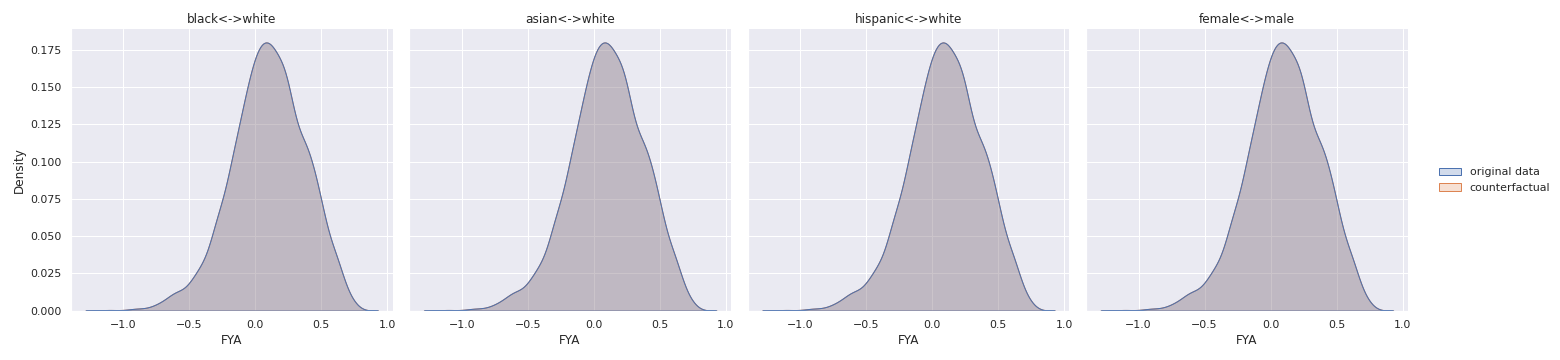 black<->white
asian<->white
hispanic<->white
female<->male
Density
0.175
0.150
0.125
0.100
0.075
0.050
0.025
0.000
−1.0 −0.5 0.0 0.5 1.0
−1.0 −0.5 0.0 0.5 1.0
−1.0 −0.5 0.0 0.5 1.0
−1.0 −0.5 0.0 0.5 1.0
FYA
FYA
FYA
FYA
original data
counterfactual